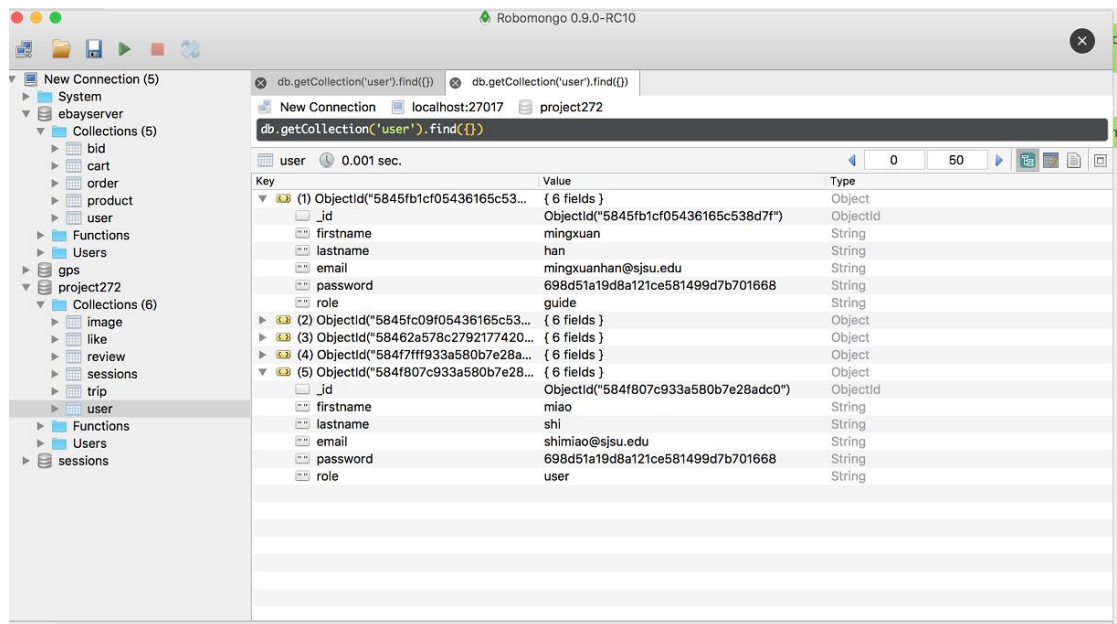 Robomongo 0.9.0-RC10
New Connection (5)
System
ebayserver
Collections (5)
bid
cart
order
product
user
Functions
Users
gps
project272
Collections (6)
image
like
review
sessions
trip
user
Functions
Users
sessions
db.getCollection('user').find({}) db.getCollection('user').find({})
New Connection localhost:27017 project272
db.getCollection('user').find({})
user 0.001 sec. 0 50
Key Value Type
(1) ObjectId("5845fb1cf05436165c53... { 6 fields } Object
_id ObjectId("5845fb1cf05436165c538d7f") ObjectId
firstname mingxuan String
lastname han String
email mingxuanhan@sjsu.edu String
password 698d51a19d8a121ce581499d7b701668 String
role guide String
(2) ObjectId("5845fc09f05436165c53... { 6 fields } Object
(3) ObjectId("58462a578c2792177420... { 6 fields } Object
(4) ObjectId("584f7fff933a580b7e28a... { 6 fields } Object
(5) ObjectId("584f807c933a580b7e28... { 6 fields } Object
_id ObjectId("584f807c933a580b7e28adc0") ObjectId
firstname miao String
lastname shi String
email shimiao@sjsu.edu String
password 698d51a19d8a121ce581499d7b701668 String
role user String